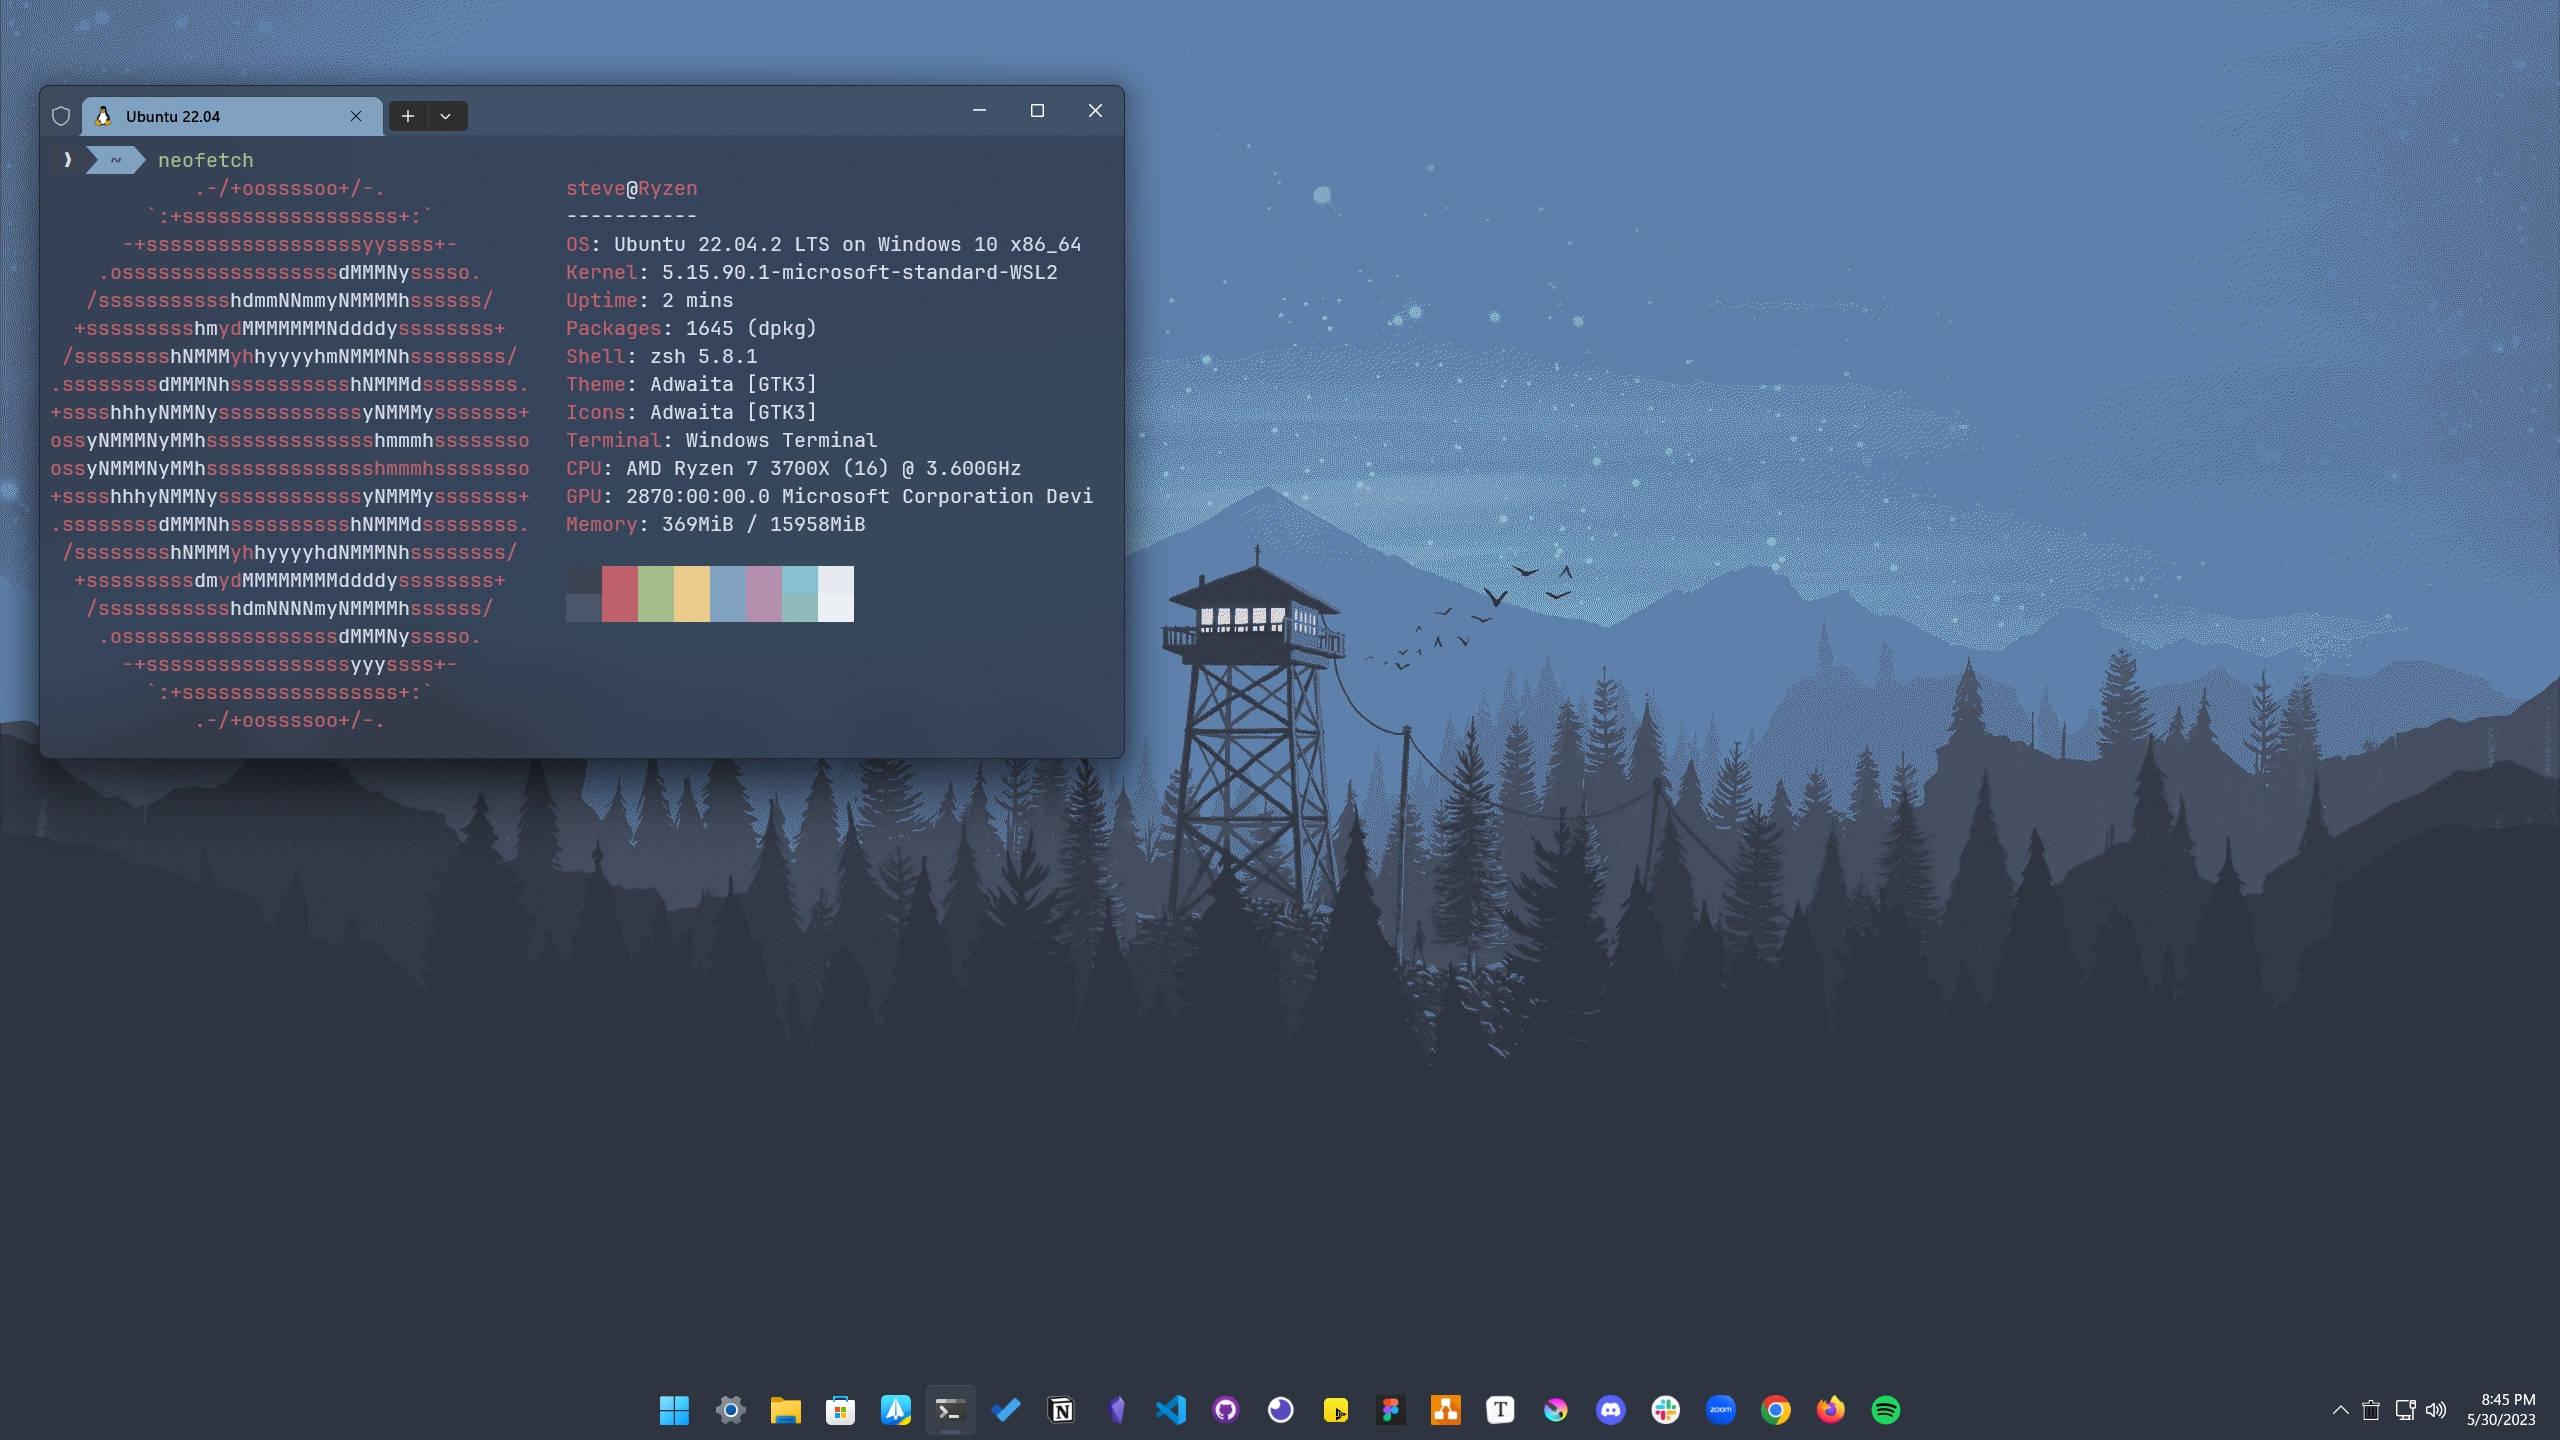 Ubuntu 22.04
❫ ~ neofetch
.-/+oossssoo+/-.
steve@Ryzen
`:+ssssssssssssssssss+:`
-----------
-+ssssssssssssssssssyyssss+-
OS: Ubuntu 22.04.2 LTS on Windows 10 x86_64
.ossssssssssssssssssdMMMNysssso.
Kernel: 5.15.90.1-microsoft-standard-WSL2
/ssssssssssshdmmNNmmyNMMMMhssssss/
Uptime: 2 mins
+ssssssssshmydMMMMMMMNddddyssssssss+
Packages: 1645 (dpkg)
/sssssssshNMMMyhhyyyyhmNMMMNhssssssss/
Shell: zsh 5.8.1
.ssssssssdMMMNhsssssssssshNMMMdssssssss.
Theme: Adwaita [GTK3]
+sssshhhyNMMNyssssssssssssyNMMMysssssss+
Icons: Adwaita [GTK3]
ossyNMMMNyMMhsssssssssssssshmmmhssssssso
Terminal: Windows Terminal
ossyNMMMNyMMhsssssssssssssshmmmhssssssso
CPU: AMD Ryzen 7 3700X (16) @ 3.600GHz
+sssshhhyNMMNyssssssssssssyNMMMysssssss+
GPU: 2870:00:00.0 Microsoft Corporation Devi
.ssssssssdMMMNhsssssssssshNMMMdssssssss.
Memory: 369MiB / 15958MiB
/sssssssshNMMMyhhyyyyhdNMMMNhssssssss/
+sssssssssdmydMMMMMMMMddddyssssssss+
/ssssssssssshdmNNNNmyNMMMMhssssss/
.ossssssssssssssssssdMMMNysssso.
-+sssssssssssssssssyyyssss+-
`:+ssssssssssssssssss+:`
.-/+oossssoo+/-.
N
T
zoom
8:45 PM
5/30/2023